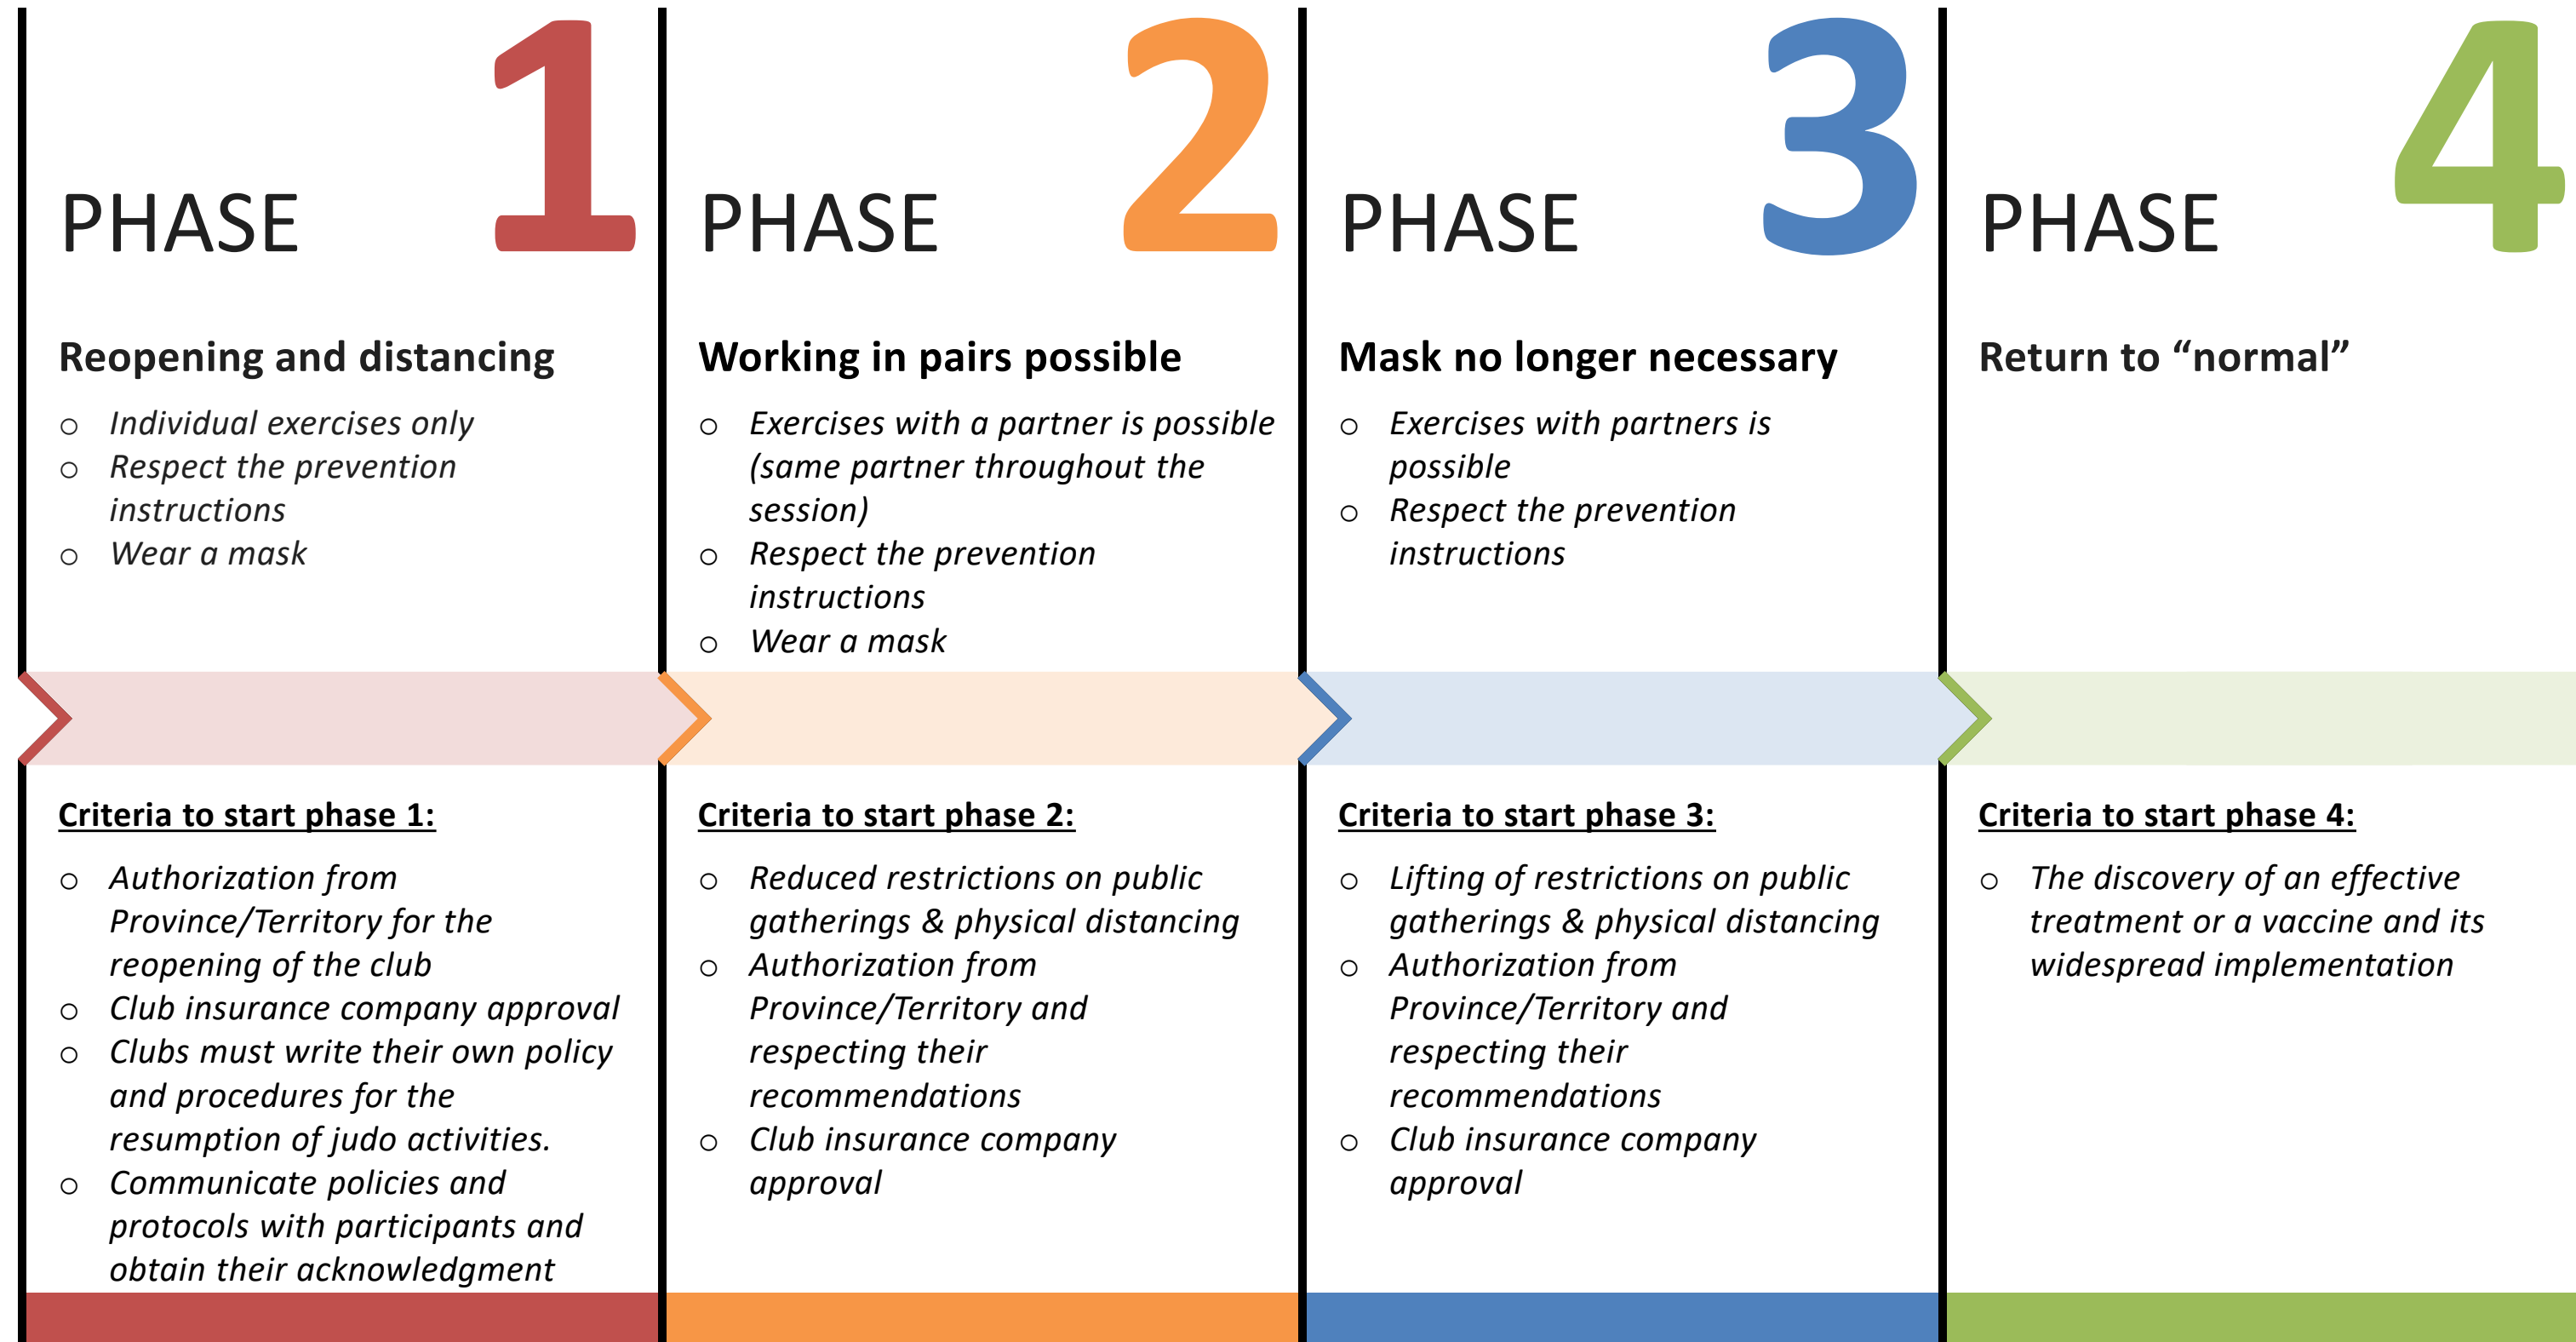 PHASE 1
Reopening and distancing
o Individual exercises only
o Respect the prevention
instructions
o Wear a mask
Criteria to start phase 1:
o Authorization from
Province/Territory for the
reopening of the club
o Club insurance company approval
o Clubs must write their own policy
and procedures for the
resumption of judo activities.
o Communicate policies and
protocols with participants and
obtain their acknowledgment
PHASE 2
Working in pairs possible
o Exercises with a partner is possible
(same partner throughout the
session)
o Respect the prevention
instructions
o Wear a mask
Criteria to start phase 2:
o Reduced restrictions on public
gatherings & physical distancing
o Authorization from
Province/Territory and
respecting their
recommendations
o Club insurance company
approval
PHASE 3
Mask no longer necessary
o Exercises with partners is
possible
o Respect the prevention
instructions
Criteria to start phase 3:
o Lifting of restrictions on public
gatherings & physical distancing
o Authorization from
Province/Territory and
respecting their
recommendations
o Club insurance company
approval
PHASE 4
Return to “normal”
Criteria to start phase 4:
o The discovery of an effective
treatment or a vaccine and its
widespread implementation